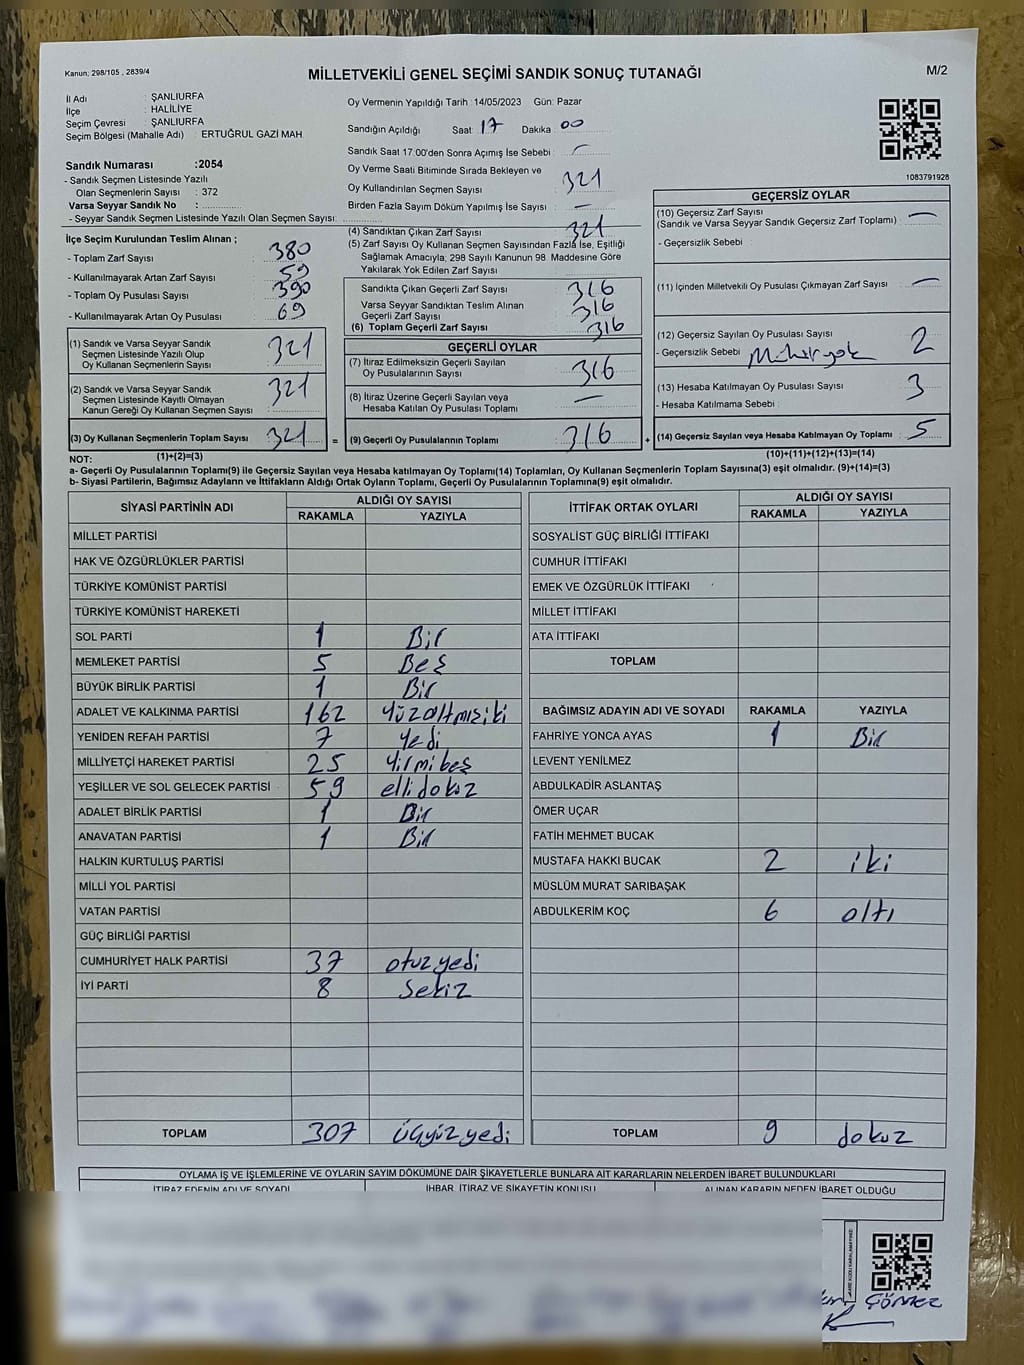 Kanun; 298/105 , 2839/4
MİLLETVEKİLİ GENEL SEÇİMİ SANDIK SONUÇ TUTANAĞI
M/2
İl Adı : ŞANLIURFA
İlçe : HALİLİYE
Seçim Çevresi : ŞANLIURFA
Seçim Bölgesi (Mahalle Adı) : ERTUĞRUL GAZİ MAH.
Sandık Numarası :2054
- Sandık Seçmen Listesinde Yazılı
Olan Seçmenlerin Sayısı : 372
Varsa Seyyar Sandık No :
- Seyyar Sandık Seçmen Listesinde Yazılı Olan Seçmen Sayısı:
Oy Vermenin Yapıldığı Tarih :14/05/2023 Gün: Pazar
Sandığın Açıldığı Saat: 17 Dakika : 00
Sandık Saat 17:00'den Sonra Açımış İse Sebebi : —
Oy Verme Saati Bitiminde Sırada Bekleyen ve
Oy Kullandırılan Seçmen Sayısı : 321
Birden Fazla Sayım Döküm Yapılmış İse Sayısı : —
1083791928
İlçe Seçim Kurulundan Teslim Alınan ;
- Toplam Zarf Sayısı : 380
- Kullanılmayarak Artan Zarf Sayısı : 59
- Toplam Oy Pusulası Sayısı : 390
- Kullanılmayarak Artan Oy Pusulası : 69
(1) Sandık ve Varsa Seyyar Sandık
Seçmen Listesinde Yazılı Olup
Oy Kullanan Seçmenlerin Sayısı : 321
(2) Sandık ve Varsa Seyyar Sandık
Seçmen Listesinde Kayıtlı Olmayan
Kanun Gereği Oy Kullanan Seçmen Sayısı : 321
(3) Oy Kullanan Seçmenlerin Toplam Sayısı : 321 =
(4) Sandıktan Çıkan Zarf Sayısı : 321
(5) Zarf Sayısı Oy Kullanan Seçmen Sayısından Fazla İse, Eşitliği
Sağlamak Amacıyla, 298 Sayılı Kanunun 98. Maddesine Göre
Yakılarak Yok Edilen Zarf Sayısı :
Sandıkta Çıkan Geçerli Zarf Sayısı : 316
Varsa Seyyar Sandıktan Teslim Alınan
Geçerli Zarf Sayısı : 316
(6) Toplam Geçerli Zarf Sayısı : 316
GEÇERLİ OYLAR
(7) İtiraz Edilmeksizin Geçerli Sayılan
Oy Pusulalarının Sayısı : 316
(8) İtiraz Üzerine Geçerli Sayılan veya
Hesaba Katılan Oy Pusulası Toplamı : —
(9) Geçerli Oy Pusulalarının Toplamı : 316 +
GEÇERSİZ OYLAR
(10) Geçersiz Zarf Sayısı
(Sandık ve Varsa Seyyar Sandık Geçersiz Zarf Toplamı) : —
- Geçersizlik Sebebi :
(11) İçinden Milletvekili Oy Pusulası Çıkmayan Zarf Sayısı : —
(12) Geçersiz Sayılan Oy Pusulası Sayısı : 2
- Geçersizlik Sebebi : Mühür yok
(13) Hesaba Katılmayan Oy Pusulası Sayısı : 3
- Hesaba Katılmama Sebebi :
(14) Geçersiz Sayılan veya Hesaba Katılmayan Oy Toplamı : 5
NOT: (1)+(2)=(3) (10)+(11)+(12)+(13)=(14)
a- Geçerli Oy Pusulalarının Toplamı(9) ile Geçersiz Sayılan veya Hesaba katılmayan Oy Toplamı(14) Toplamları, Oy Kullanan Seçmenlerin Toplam Sayısına(3) eşit olmalıdır. (9)+(14)=(3)
b- Siyasi Partilerin, Bağımsız Adayların ve İttifakların Aldığı Ortak Oyların Toplamı, Geçerli Oy Pusulalarının Toplamına(9) eşit olmalıdır.
SİYASİ PARTİNİN ADI ALDIĞI OY SAYISI
RAKAMLA YAZIYLA
MİLLET PARTİSİ
HAK VE ÖZGÜRLÜKLER PARTİSİ
TÜRKİYE KOMÜNİST PARTİSİ
TÜRKİYE KOMÜNİST HAREKETİ
SOL PARTİ 1 Bir
MEMLEKET PARTİSİ 5 Beş
BÜYÜK BİRLİK PARTİSİ 1 Bir
ADALET VE KALKINMA PARTİSİ 162 Yüzaltmışiki
YENİDEN REFAH PARTİSİ 7 Yedi
MİLLİYETÇİ HAREKET PARTİSİ 25 Yirmibeş
YEŞİLLER VE SOL GELECEK PARTİSİ 59 ellidokuz
ADALET BİRLİK PARTİSİ 1 Bir
ANAVATAN PARTİSİ 1 Bir
HALKIN KURTULUŞ PARTİSİ
MİLLİ YOL PARTİSİ
VATAN PARTİSİ
GÜÇ BİRLİĞİ PARTİSİ
CUMHURİYET HALK PARTİSİ 37 otuzyedi
İYİ PARTİ 8 Sekiz
TOPLAM 307 üçyüzyedi
İTTİFAK ORTAK OYLARI ALDIĞI OY SAYISI
RAKAMLA YAZIYLA
SOSYALİST GÜÇ BİRLİĞİ İTTİFAKI
CUMHUR İTTİFAKI
EMEK VE ÖZGÜRLÜK İTTİFAKI
MİLLET İTTİFAKI
ATA İTTİFAKI
TOPLAM
BAĞIMSIZ ADAYIN ADI VE SOYADI RAKAMLA YAZIYLA
FAHRİYE YONCA AYAS 1 Bir
LEVENT YENİLMEZ
ABDULKADİR ASLANTAŞ
ÖMER UÇAR
FATİH MEHMET BUCAK
MUSTAFA HAKKI BUCAK 2 iki
MÜSLÜM MURAT SARIBAŞAK
ABDULKERİM KOÇ 6 altı
TOPLAM 9 dokuz
OYLAMA İŞ VE İŞLEMLERİNE VE OYLARIN SAYIM DÖKÜMÜNE DAİR ŞİKAYETLERLE BUNLARA AİT KARARLARIN NELERDEN İBARET BULUNDUKLARI
İTİRAZ EDENİN ADI VE SOYADI İHBAR, İTİRAZ VE ŞİKAYETİN KONUSU ALINAN KARARIN NEDEN İBARET OLDUĞU
GÖMEZ